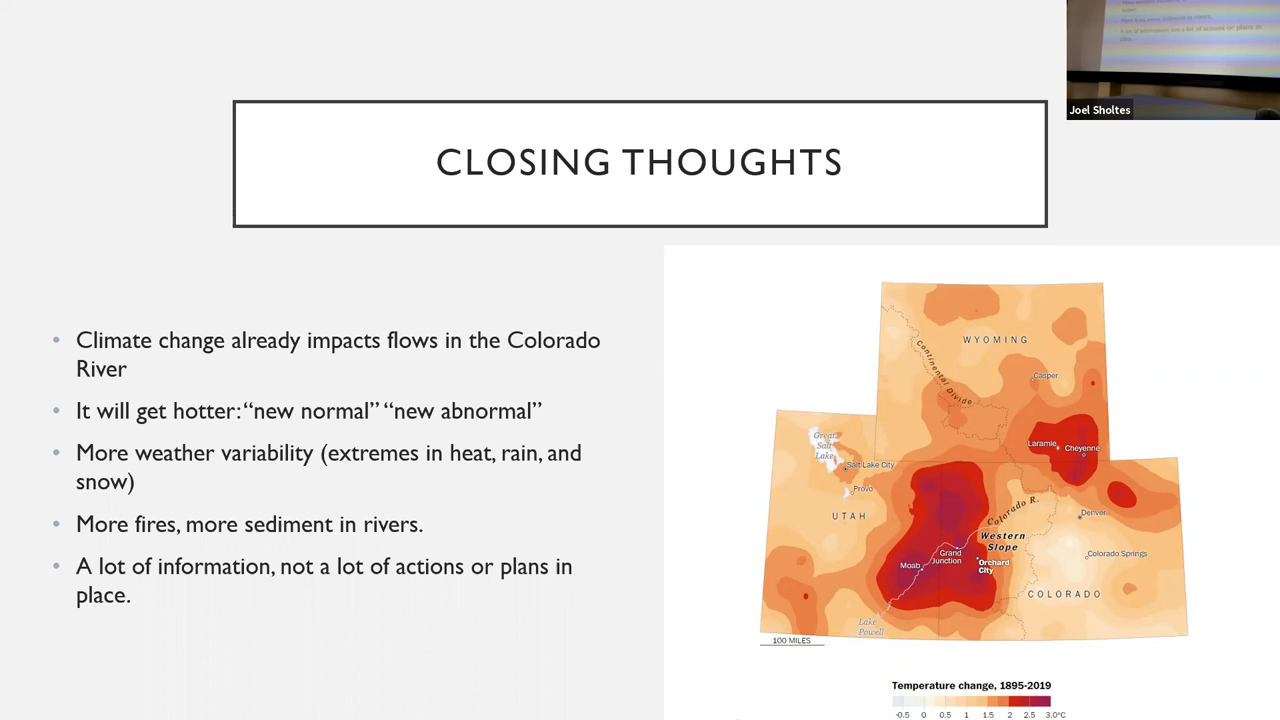 CLOSING THOUGHTS
Joel Sholtes
• Climate change already impacts flows in the Colorado
River
• It will get hotter: “new normal” “new abnormal”
• More weather variability (extremes in heat, rain, and
snow)
• More fires, more sediment in rivers.
• A lot of information, not a lot of actions or plans in
place.
WYOMING
Continental Divide
Casper
Laramie
Cheyenne
Great
Salt
Lake
Salt Lake City
Provo
UTAH
Colorado R.
Denver
Western
Slope
Grand
Junction
Colorado Springs
Moab
Orchard
City
COLORADO
Lake
Powell
100 MILES
Temperature change, 1895-2019
-0.5 0 0.5 1 1.5 2 2.5 3.0°C